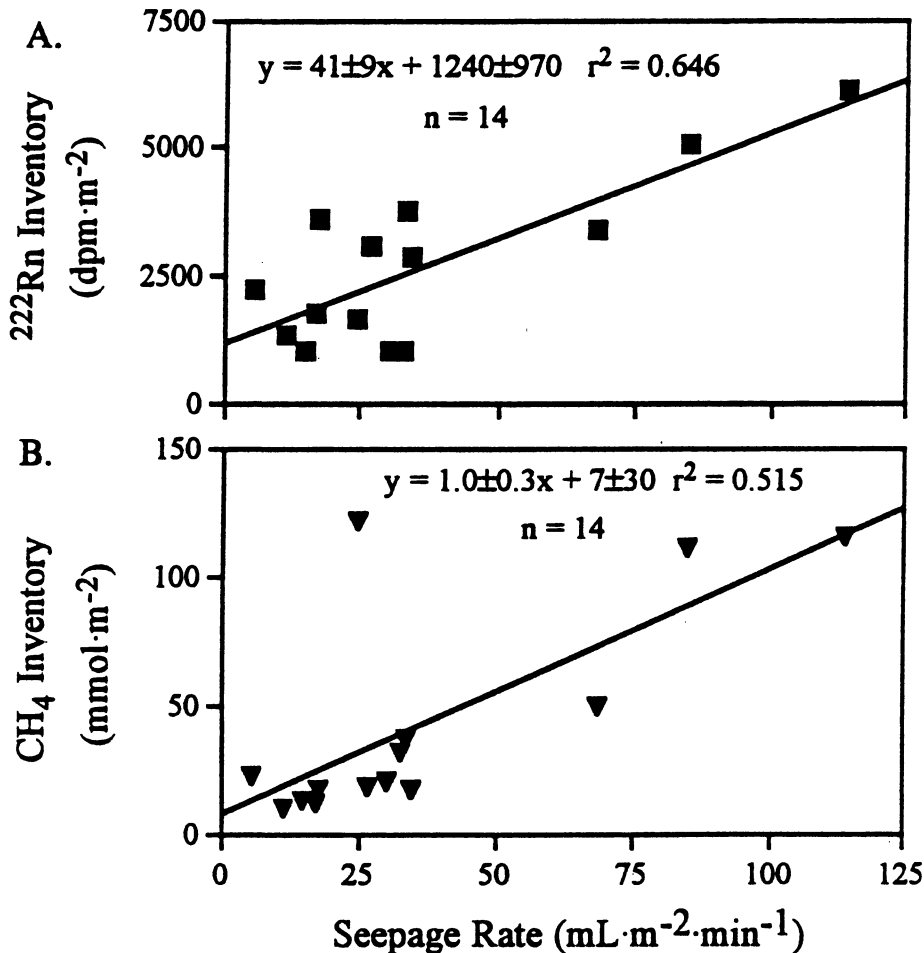 A.
7500
y = 41±9x + 1240±970 r² = 0.646
n = 14
5000
2500
0
²²²Rn Inventory
(dpm·m⁻²)
B.
150
y = 1.0±0.3x + 7±30 r² = 0.515
n = 14
100
50
0
CH₄ Inventory
(mmol·m⁻²)
0 25 50 75 100 125
Seepage Rate (mL·m⁻²·min⁻¹)